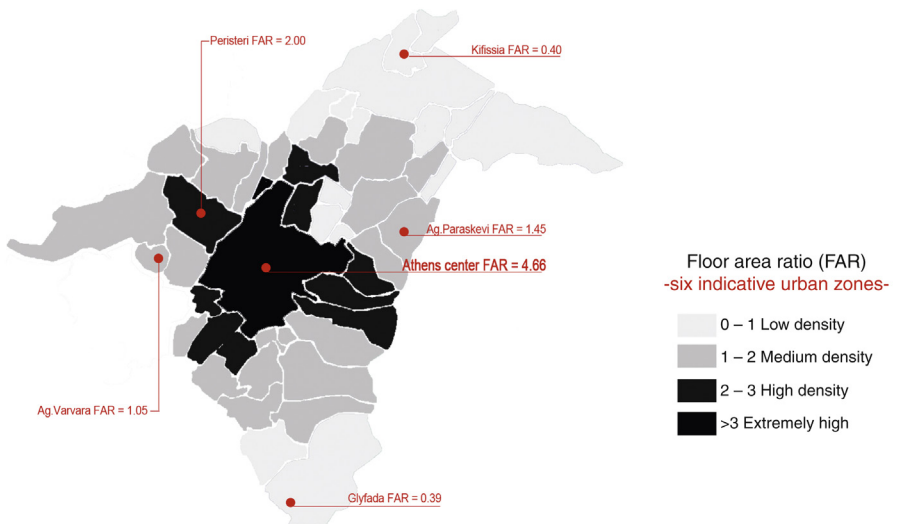 Peristeri FAR = 2.00
Kifissia FAR = 0.40
Ag.Paraskevi FAR = 1.45
Athens center FAR = 4.66
Ag.Varvara FAR = 1.05
Glyfada FAR = 0.39
Floor area ratio (FAR)
-six indicative urban zones-
0 – 1 Low density
1 – 2 Medium density
2 – 3 High density
>3 Extremely high